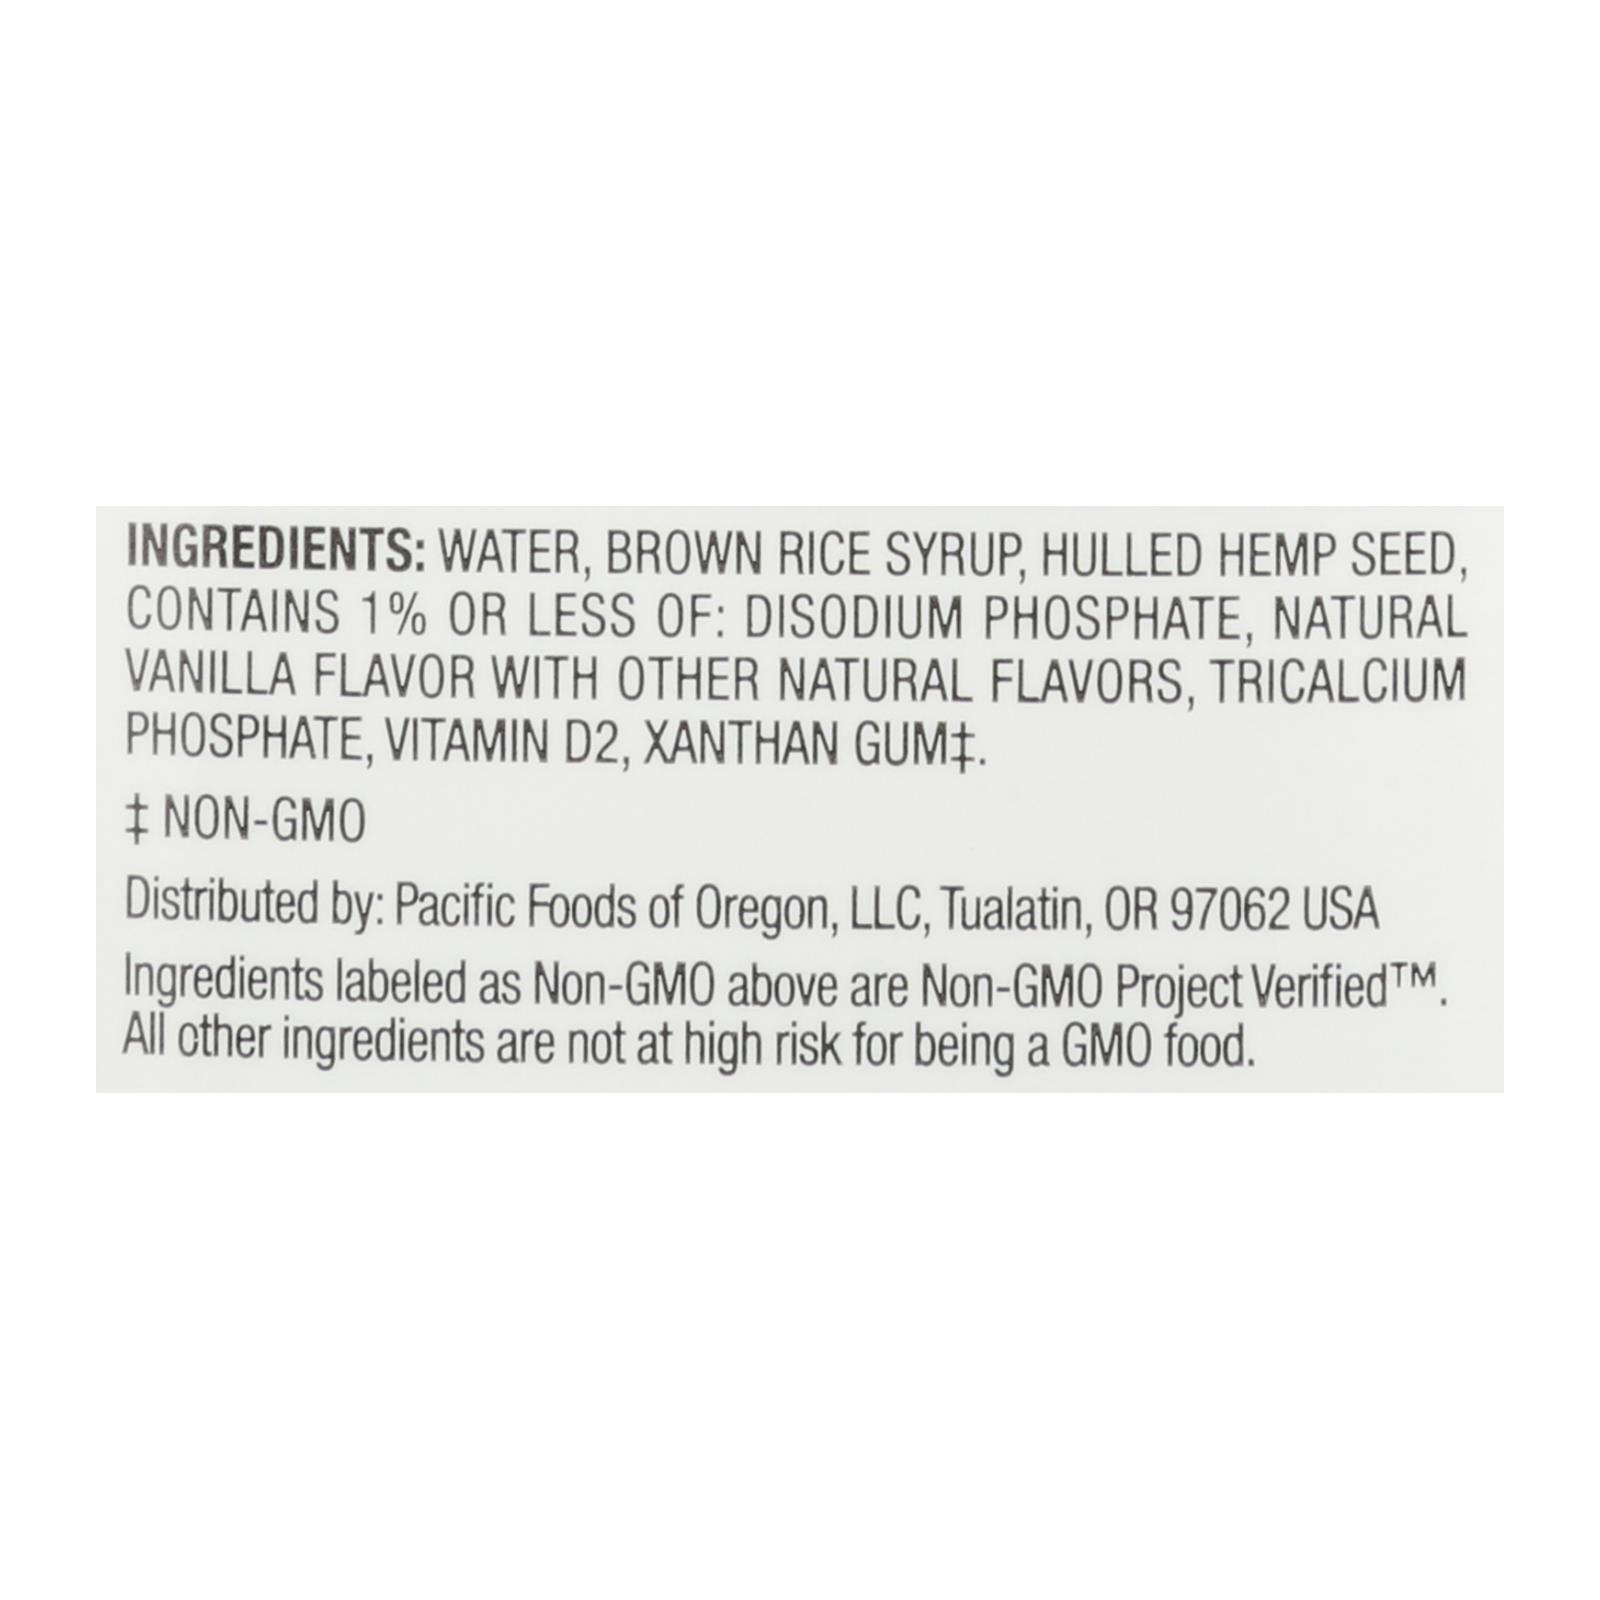 INGREDIENTS: WATER, BROWN RICE SYRUP, HULLED HEMP SEED,
CONTAINS 1% OR LESS OF: DISODIUM PHOSPHATE, NATURAL
VANILLA FLAVOR WITH OTHER NATURAL FLAVORS, TRICALCIUM
PHOSPHATE, VITAMIN D2, XANTHAN GUM‡.
‡ NON-GMO
Distributed by: Pacific Foods of Oregon, LLC, Tualatin, OR 97062 USA
Ingredients labeled as Non-GMO above are Non-GMO Project Verified™.
All other ingredients are not at high risk for being a GMO food.